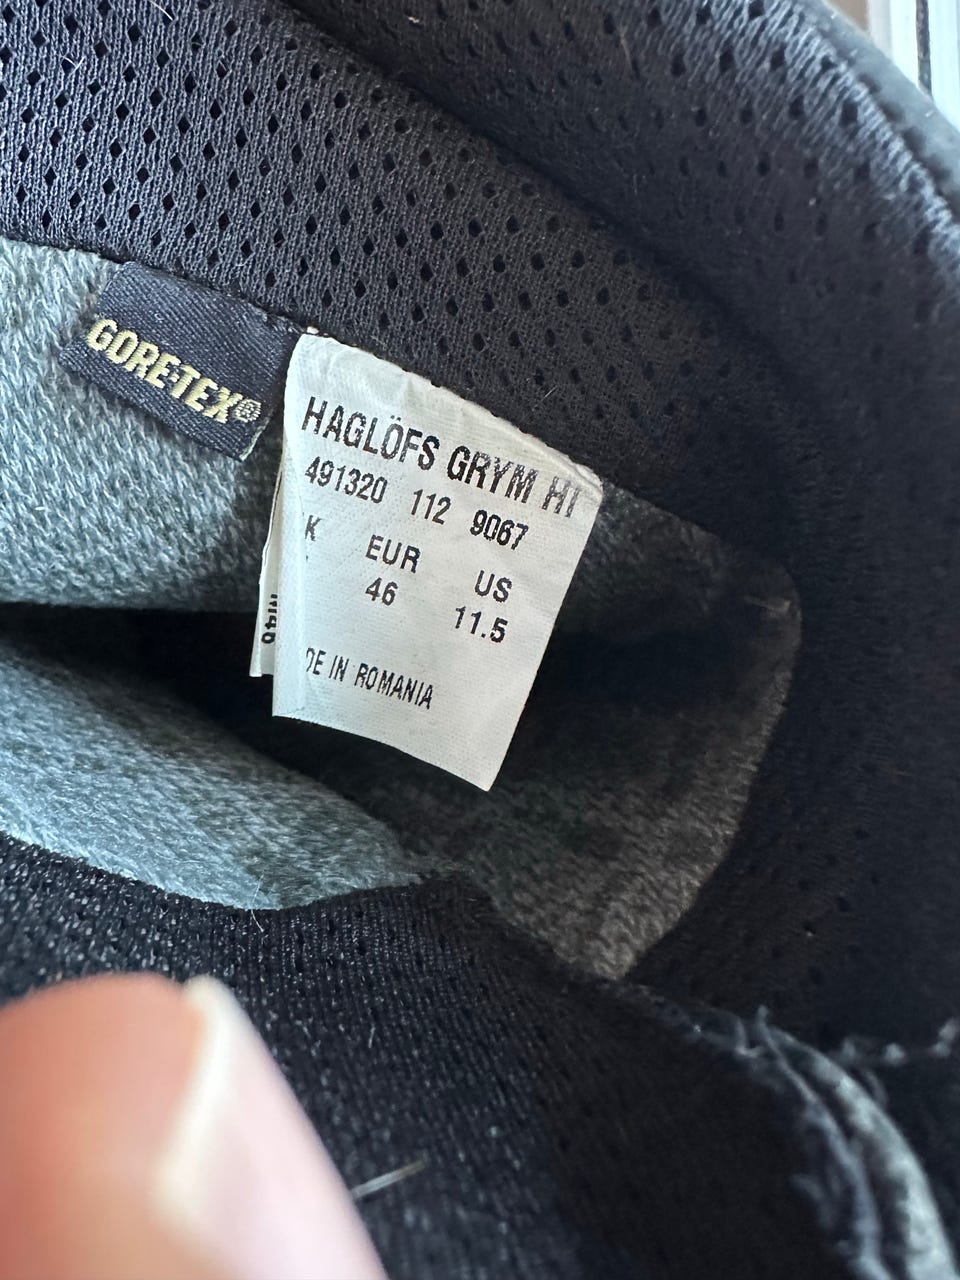 GORE-TEX®
HAGLÖFS GRYM HI
491320 112 9067
K EUR US
46 11.5
DE IN ROMANIA